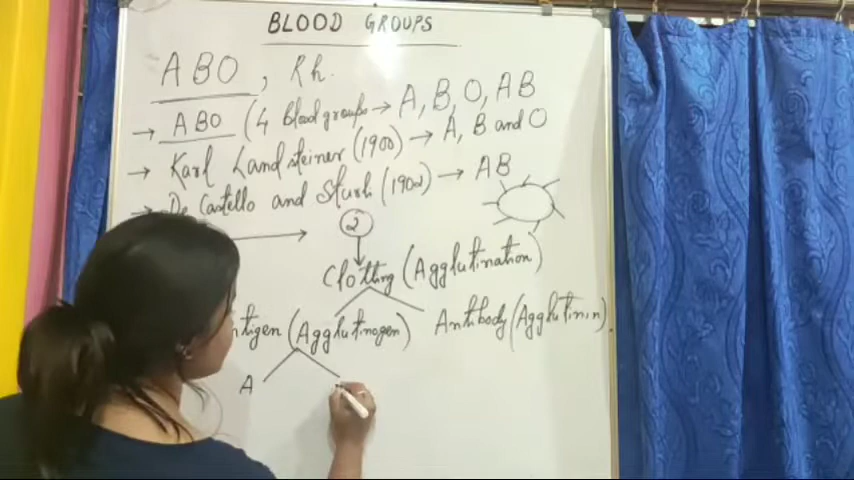 BLOOD GROUPS
ABO, Rh.
→ ABO (4 Blood groups → A, B, O, AB
→ Karl Landsteiner (1900) → A, B and O
→ De Castello and Sturli (1902) → AB
2
Clotting (Agglutination)
ntigen (Agglutinogen) Antibody (Agglutinin)
A